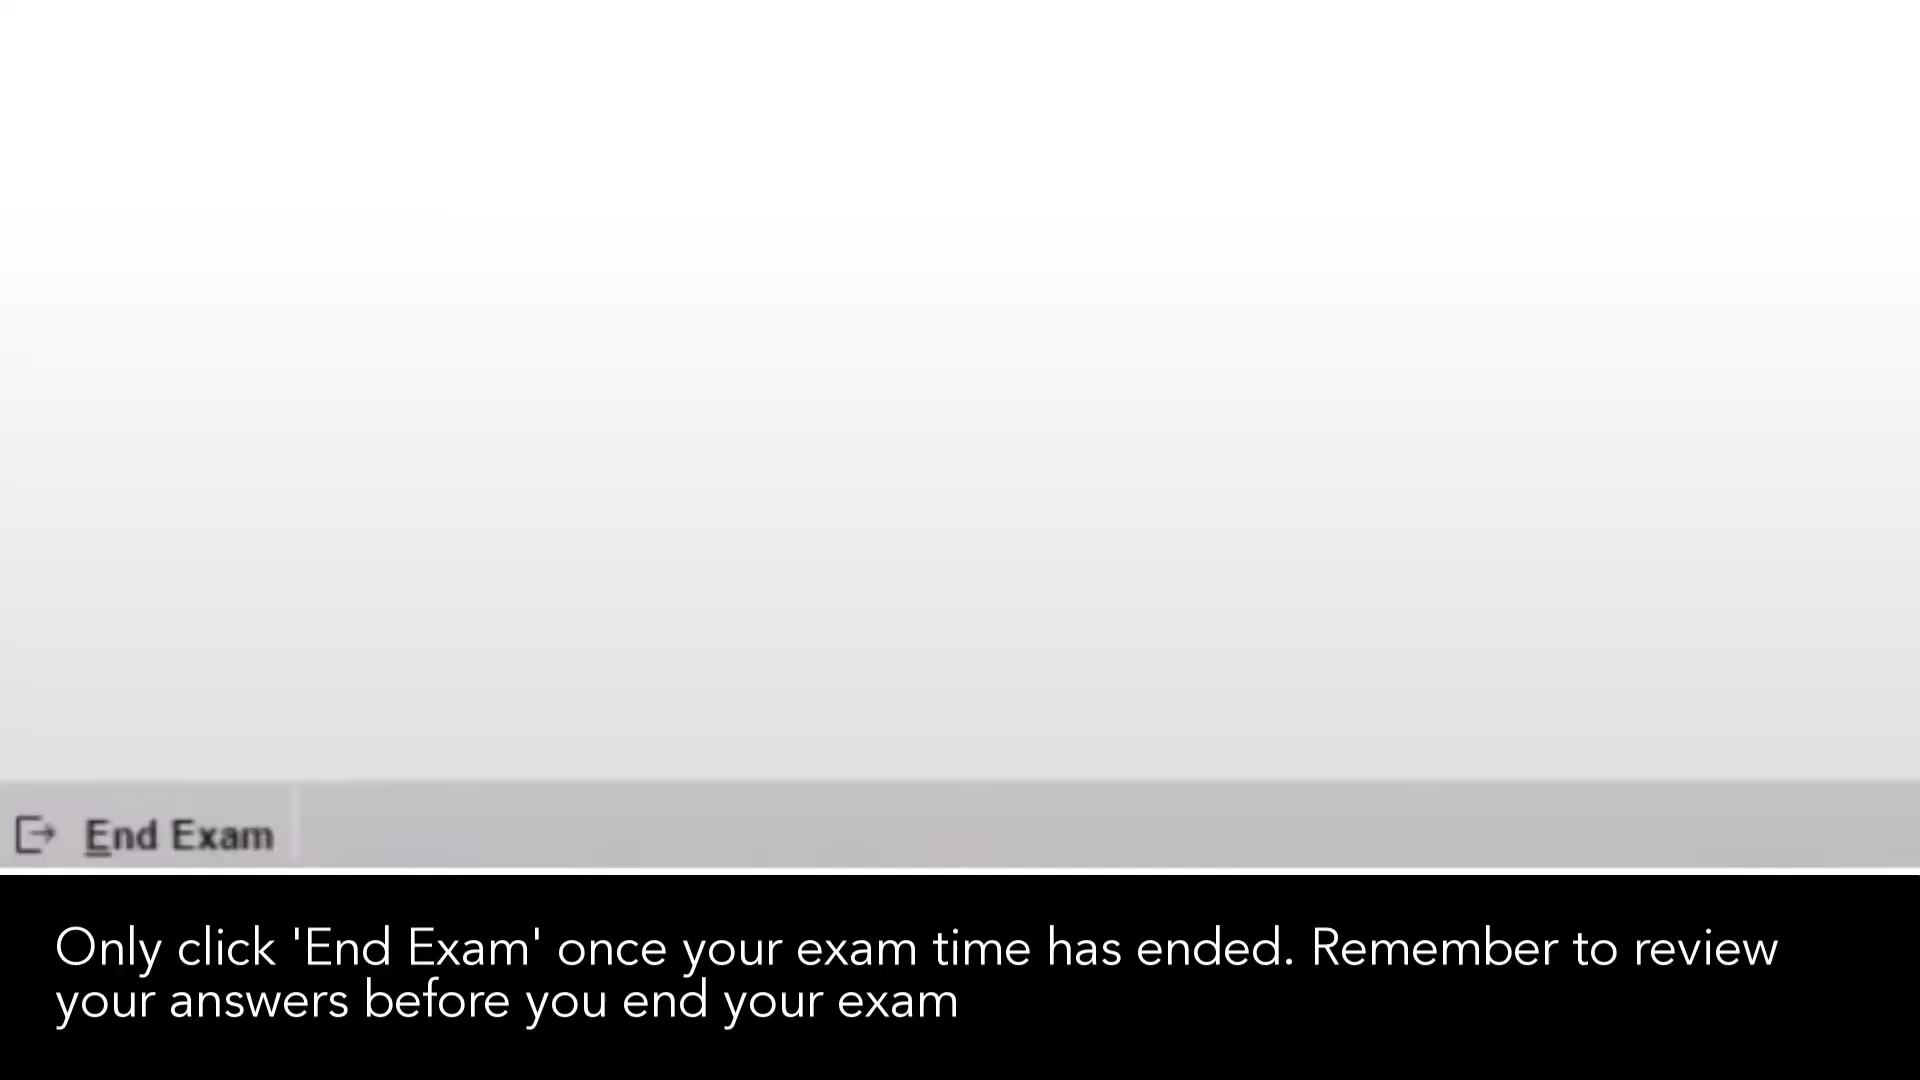 End Exam
Only click 'End Exam' once your exam time has ended. Remember to review
your answers before you end your exam